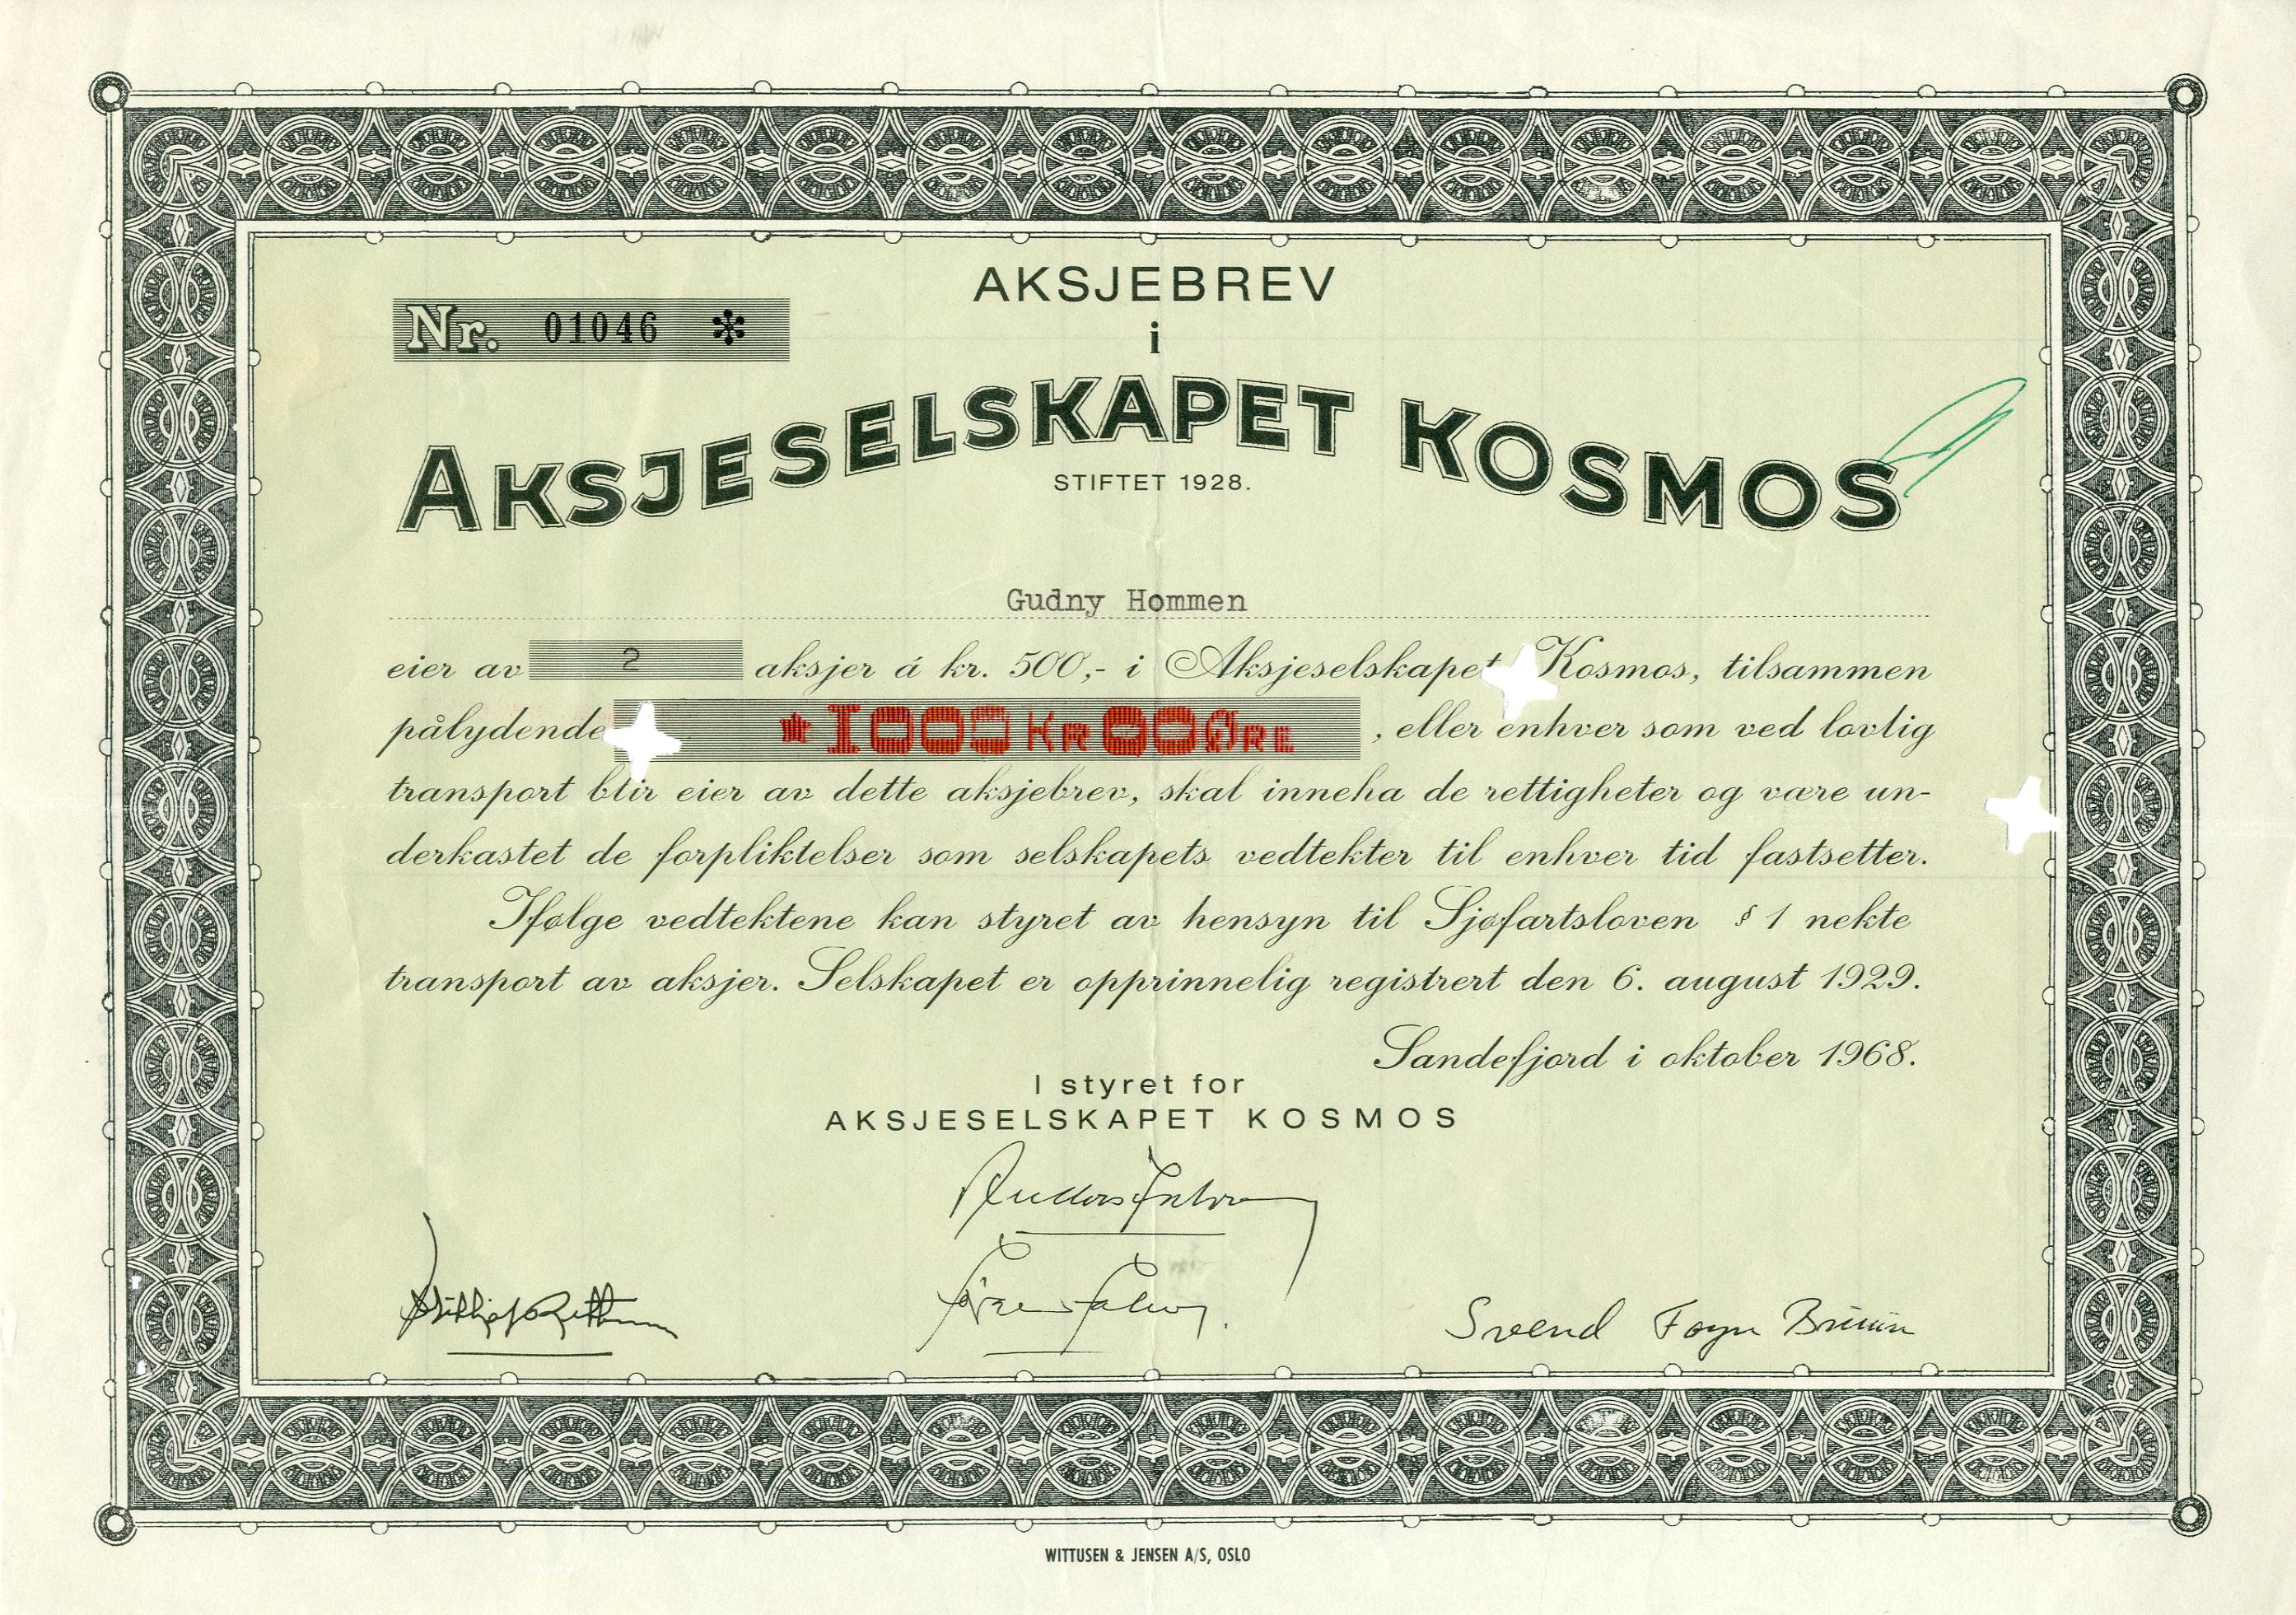 AKSJEBREV
Nr. 01046 *
i
AKSJESELSKAPET KOSMOS
STIFTET 1928.
Gudny Hommen
eier av 2 aksjer á kr. 500,- i Aksjeselskapet Kosmos, tilsammen
pålydende *1000 KR 00 ØRE, eller enhver som ved lovlig
transport blir eier av dette aksjebrev, skal inneha de rettigheter og være un-
derkastet de forpliktelser som selskapets vedtekter til enhver tid fastsetter.
Ifølge vedtektene kan styret av hensyn til Sjøfartsloven § 1 nekte
transport av aksjer. Selskapet er opprinnelig registrert den 6. august 1929.
Sandefjord i oktober 1968.
I styret for
AKSJESELSKAPET KOSMOS
Svend Foyn Bruun
WITTUSEN & JENSEN A/S, OSLO